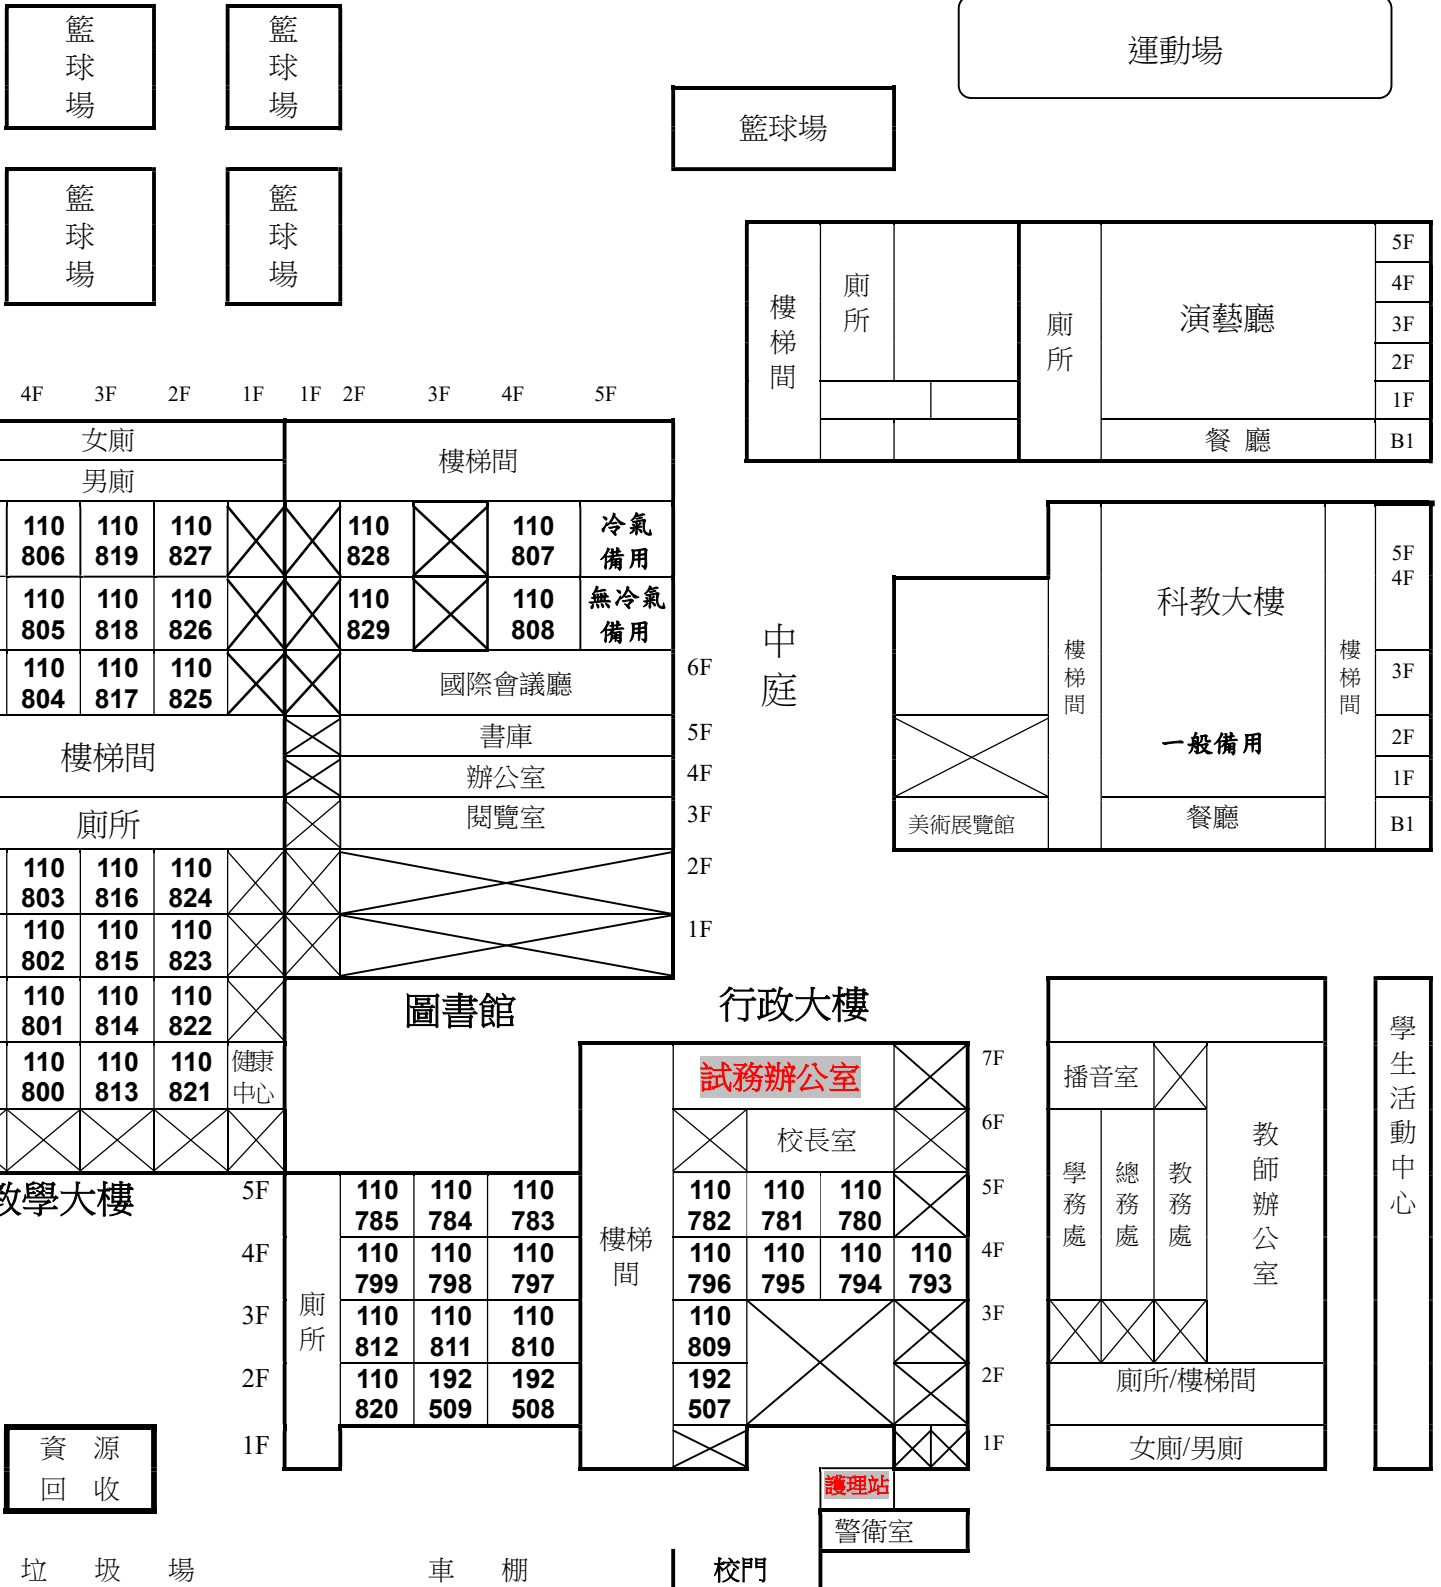 籃球場
籃球場
運動場
籃球場
籃球場
籃球場
樓梯間
廁所
廁所
演藝廳
5F
4F
3F
2F
1F
餐 廳
B1
4F 3F 2F 1F 1F 2F 3F 4F 5F
女廁
男廁
樓梯間
110 110 110 110 110 冷氣
806 819 827 828 807 備用
110 110 110 110 110 無冷氣
805 818 826 829 808 備用
110 110 110
804 817 825
國際會議廳
6F
樓梯間
書庫
5F
辦公室
4F
廁所
閱覽室
3F
110 110 110
803 816 824
2F
110 110 110
802 815 823
1F
110 110 110
801 814 822
110 110 110 健康
800 813 821 中心
中庭
樓梯間
科教大樓
一般備用
樓梯間
5F
4F
3F
2F
1F
美術展覽館
餐廳
B1
圖書館
行政大樓
教學大樓
試務辦公室
7F
校長室
6F
樓梯間
廁所
5F
110 110 110 110 110 110
785 784 783 782 781 780
5F
4F
110 110 110 110 110 110 110
799 798 797 796 795 794 793
4F
3F
110 110 110 110
812 811 810 809
3F
2F
110 192 192 192
820 509 508 507
2F
1F
1F
播音室
學務處
總務處
教務處
教師辦公室
廁所/樓梯間
女廁/男廁
學生活動中心
資 源
回 收
護理站
警衛室
垃 圾 場
車 棚
校門